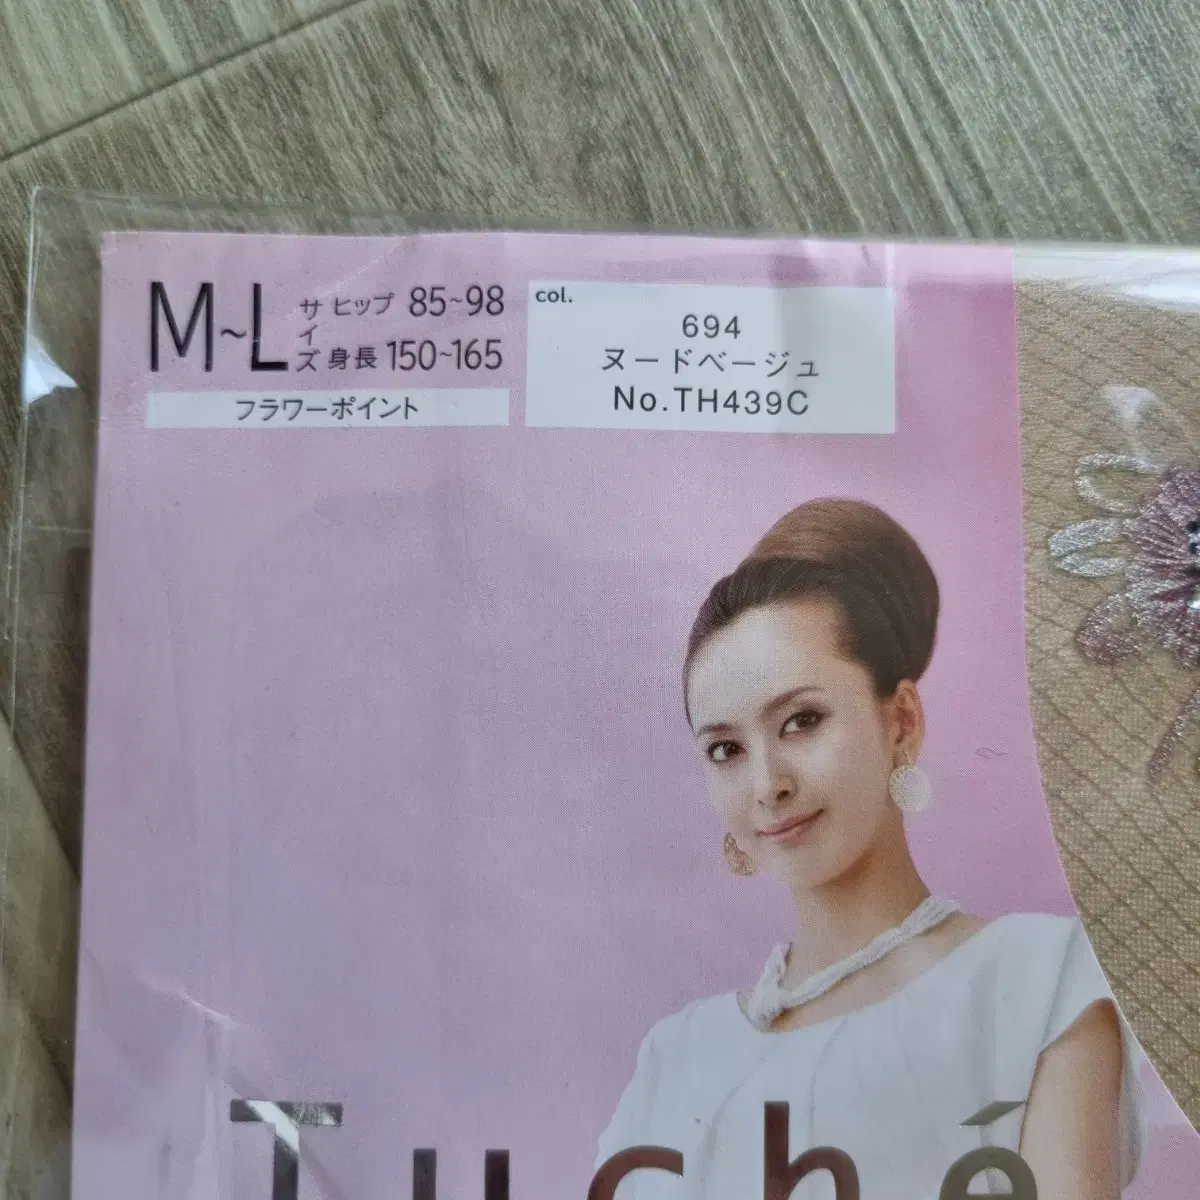 M~L サイズ ヒップ 85~98
身長 150~165
フラワーポイント
col.
694
ヌードベージュ
No.TH439C
Tuché